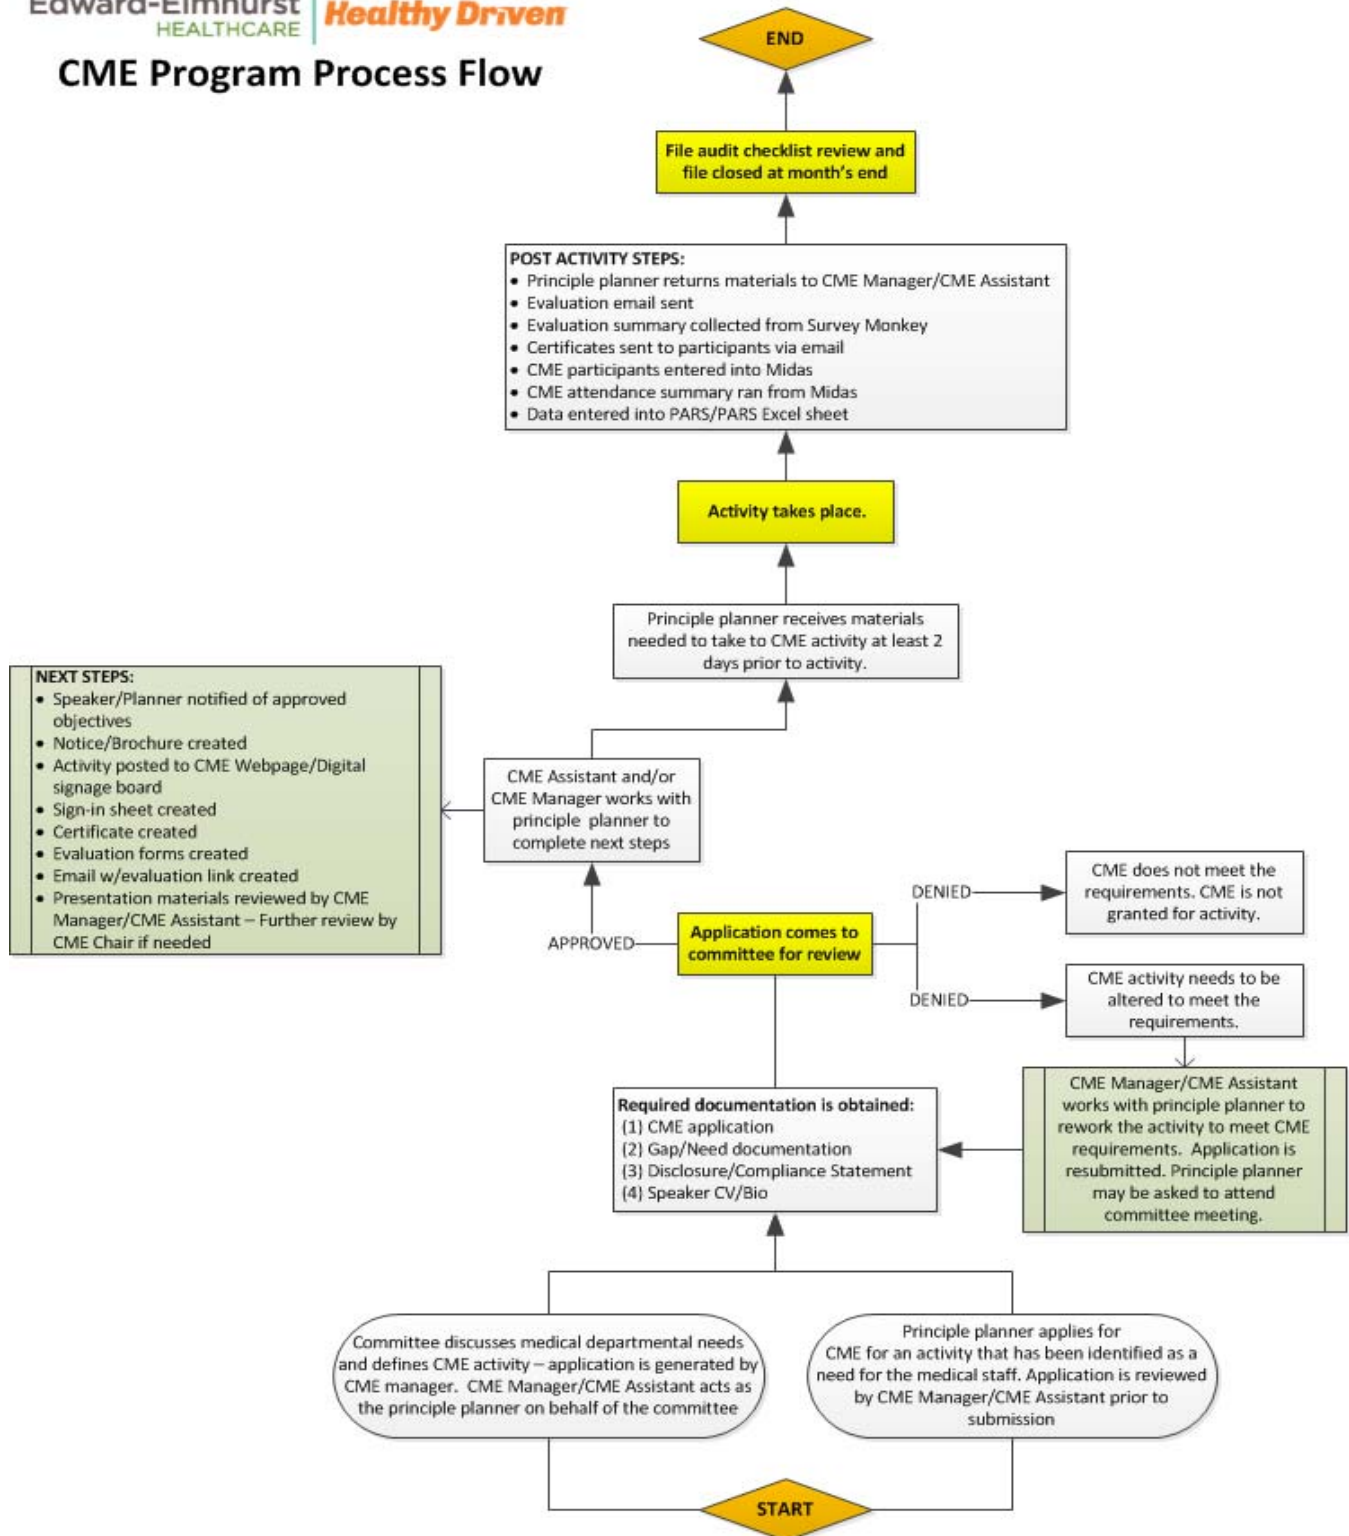 Edward-Elmhurst
HEALTHCARE
Healthy Driven
CME Program Process Flow
END
File audit checklist review and
file closed at month's end
POST ACTIVITY STEPS:
• Principle planner returns materials to CME Manager/CME Assistant
• Evaluation email sent
• Evaluation summary collected from Survey Monkey
• Certificates sent to participants via email
• CME participants entered into Midas
• CME attendance summary ran from Midas
• Data entered into PARS/PARS Excel sheet
Activity takes place.
Principle planner receives materials
needed to take to CME activity at least 2
days prior to activity.
NEXT STEPS:
• Speaker/Planner notified of approved
objectives
• Notice/Brochure created
• Activity posted to CME Webpage/Digital
signage board
• Sign-in sheet created
• Certificate created
• Evaluation forms created
• Email w/evaluation link created
• Presentation materials reviewed by CME
Manager/CME Assistant – Further review by
CME Chair if needed
CME Assistant and/or
CME Manager works with
principle planner to
complete next steps
APPROVED
Application comes to
committee for review
DENIED
CME does not meet the
requirements. CME is not
granted for activity.
DENIED
CME activity needs to be
altered to meet the
requirements.
CME Manager/CME Assistant
works with principle planner to
rework the activity to meet CME
requirements. Application is
resubmitted. Principle planner
may be asked to attend
committee meeting.
Required documentation is obtained:
(1) CME application
(2) Gap/Need documentation
(3) Disclosure/Compliance Statement
(4) Speaker CV/Bio
Committee discusses medical departmental needs
and defines CME activity – application is generated by
CME manager. CME Manager/CME Assistant acts as
the principle planner on behalf of the committee
Principle planner applies for
CME for an activity that has been identified as a
need for the medical staff. Application is reviewed
by CME Manager/CME Assistant prior to
submission
START